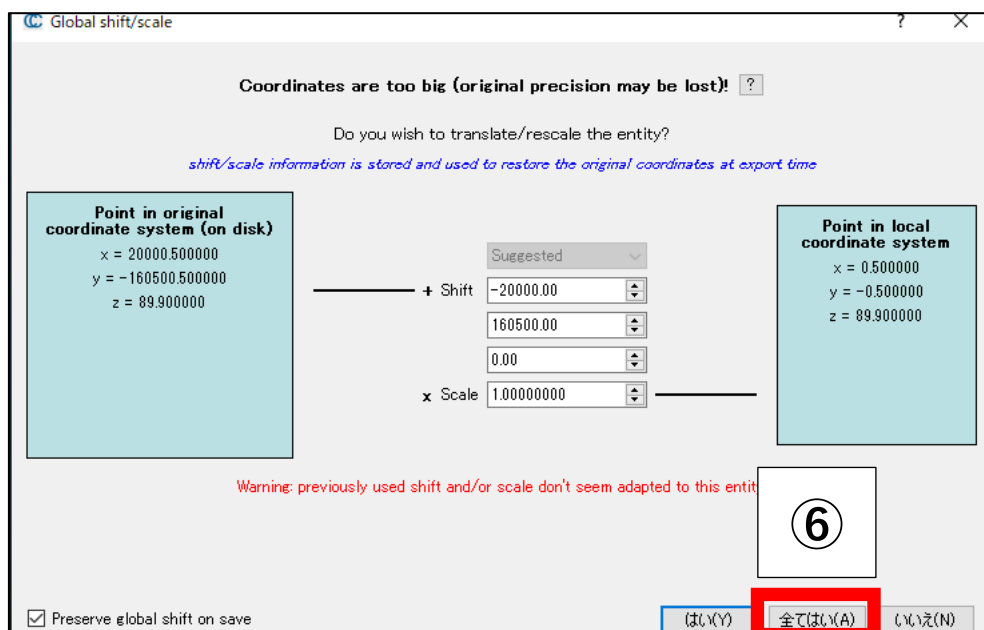 Global shift/scale
?
Coordinates are too big (original precision may be lost)! ?
Do you wish to translate/rescale the entity?
shift/scale information is stored and used to restore the original coordinates at export time
Point in original
coordinate system (on disk)
x = 20000.500000
y = -160500.500000
z = 89.900000
Suggested
+ Shift -20000.00
160500.00
0.00
x Scale 1.00000000
Point in local
coordinate system
x = 0.500000
y = -0.500000
z = 89.900000
Warning: previously used shift and/or scale don't seem adapted to this entit
⑥
Preserve global shift on save
はい(Y)
全てはい(A)
いいえ(N)